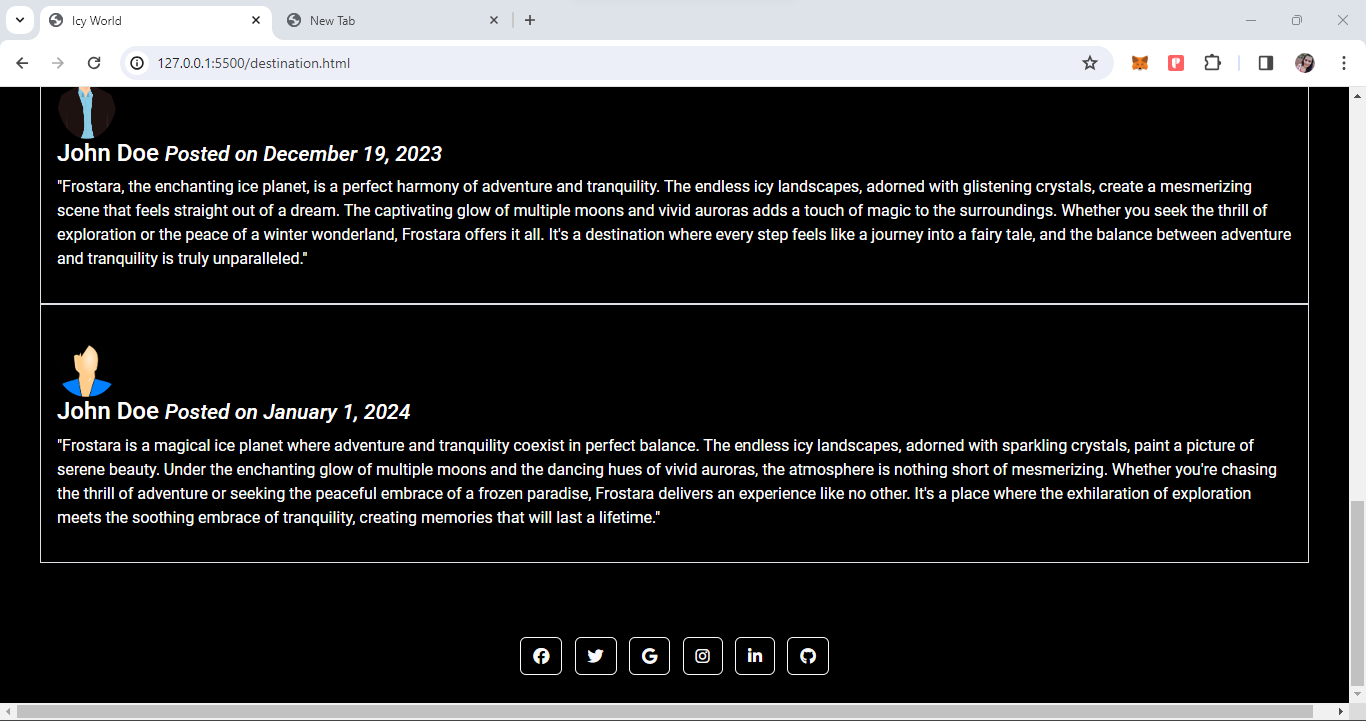 Icy World
New Tab
127.0.0.1:5500/destination.html
John Doe Posted on December 19, 2023
"Frostara, the enchanting ice planet, is a perfect harmony of adventure and tranquility. The endless icy landscapes, adorned with glistening crystals, create a mesmerizing
scene that feels straight out of a dream. The captivating glow of multiple moons and vivid auroras adds a touch of magic to the surroundings. Whether you seek the thrill of
exploration or the peace of a winter wonderland, Frostara offers it all. It's a destination where every step feels like a journey into a fairy tale, and the balance between adventure
and tranquility is truly unparalleled."
John Doe Posted on January 1, 2024
"Frostara is a magical ice planet where adventure and tranquility coexist in perfect balance. The endless icy landscapes, adorned with sparkling crystals, paint a picture of
serene beauty. Under the enchanting glow of multiple moons and the dancing hues of vivid auroras, the atmosphere is nothing short of mesmerizing. Whether you're chasing
the thrill of adventure or seeking the peaceful embrace of a frozen paradise, Frostara delivers an experience like no other. It's a place where the exhilaration of exploration
meets the soothing embrace of tranquility, creating memories that will last a lifetime."